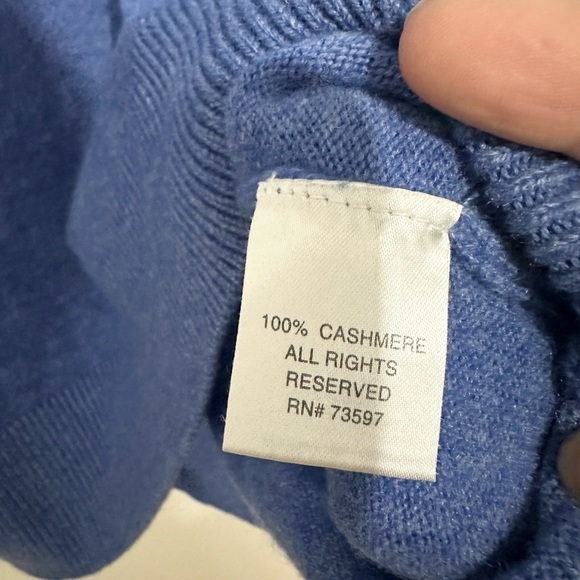 100% CASHMERE
ALL RIGHTS
RESERVED
RN# 73597